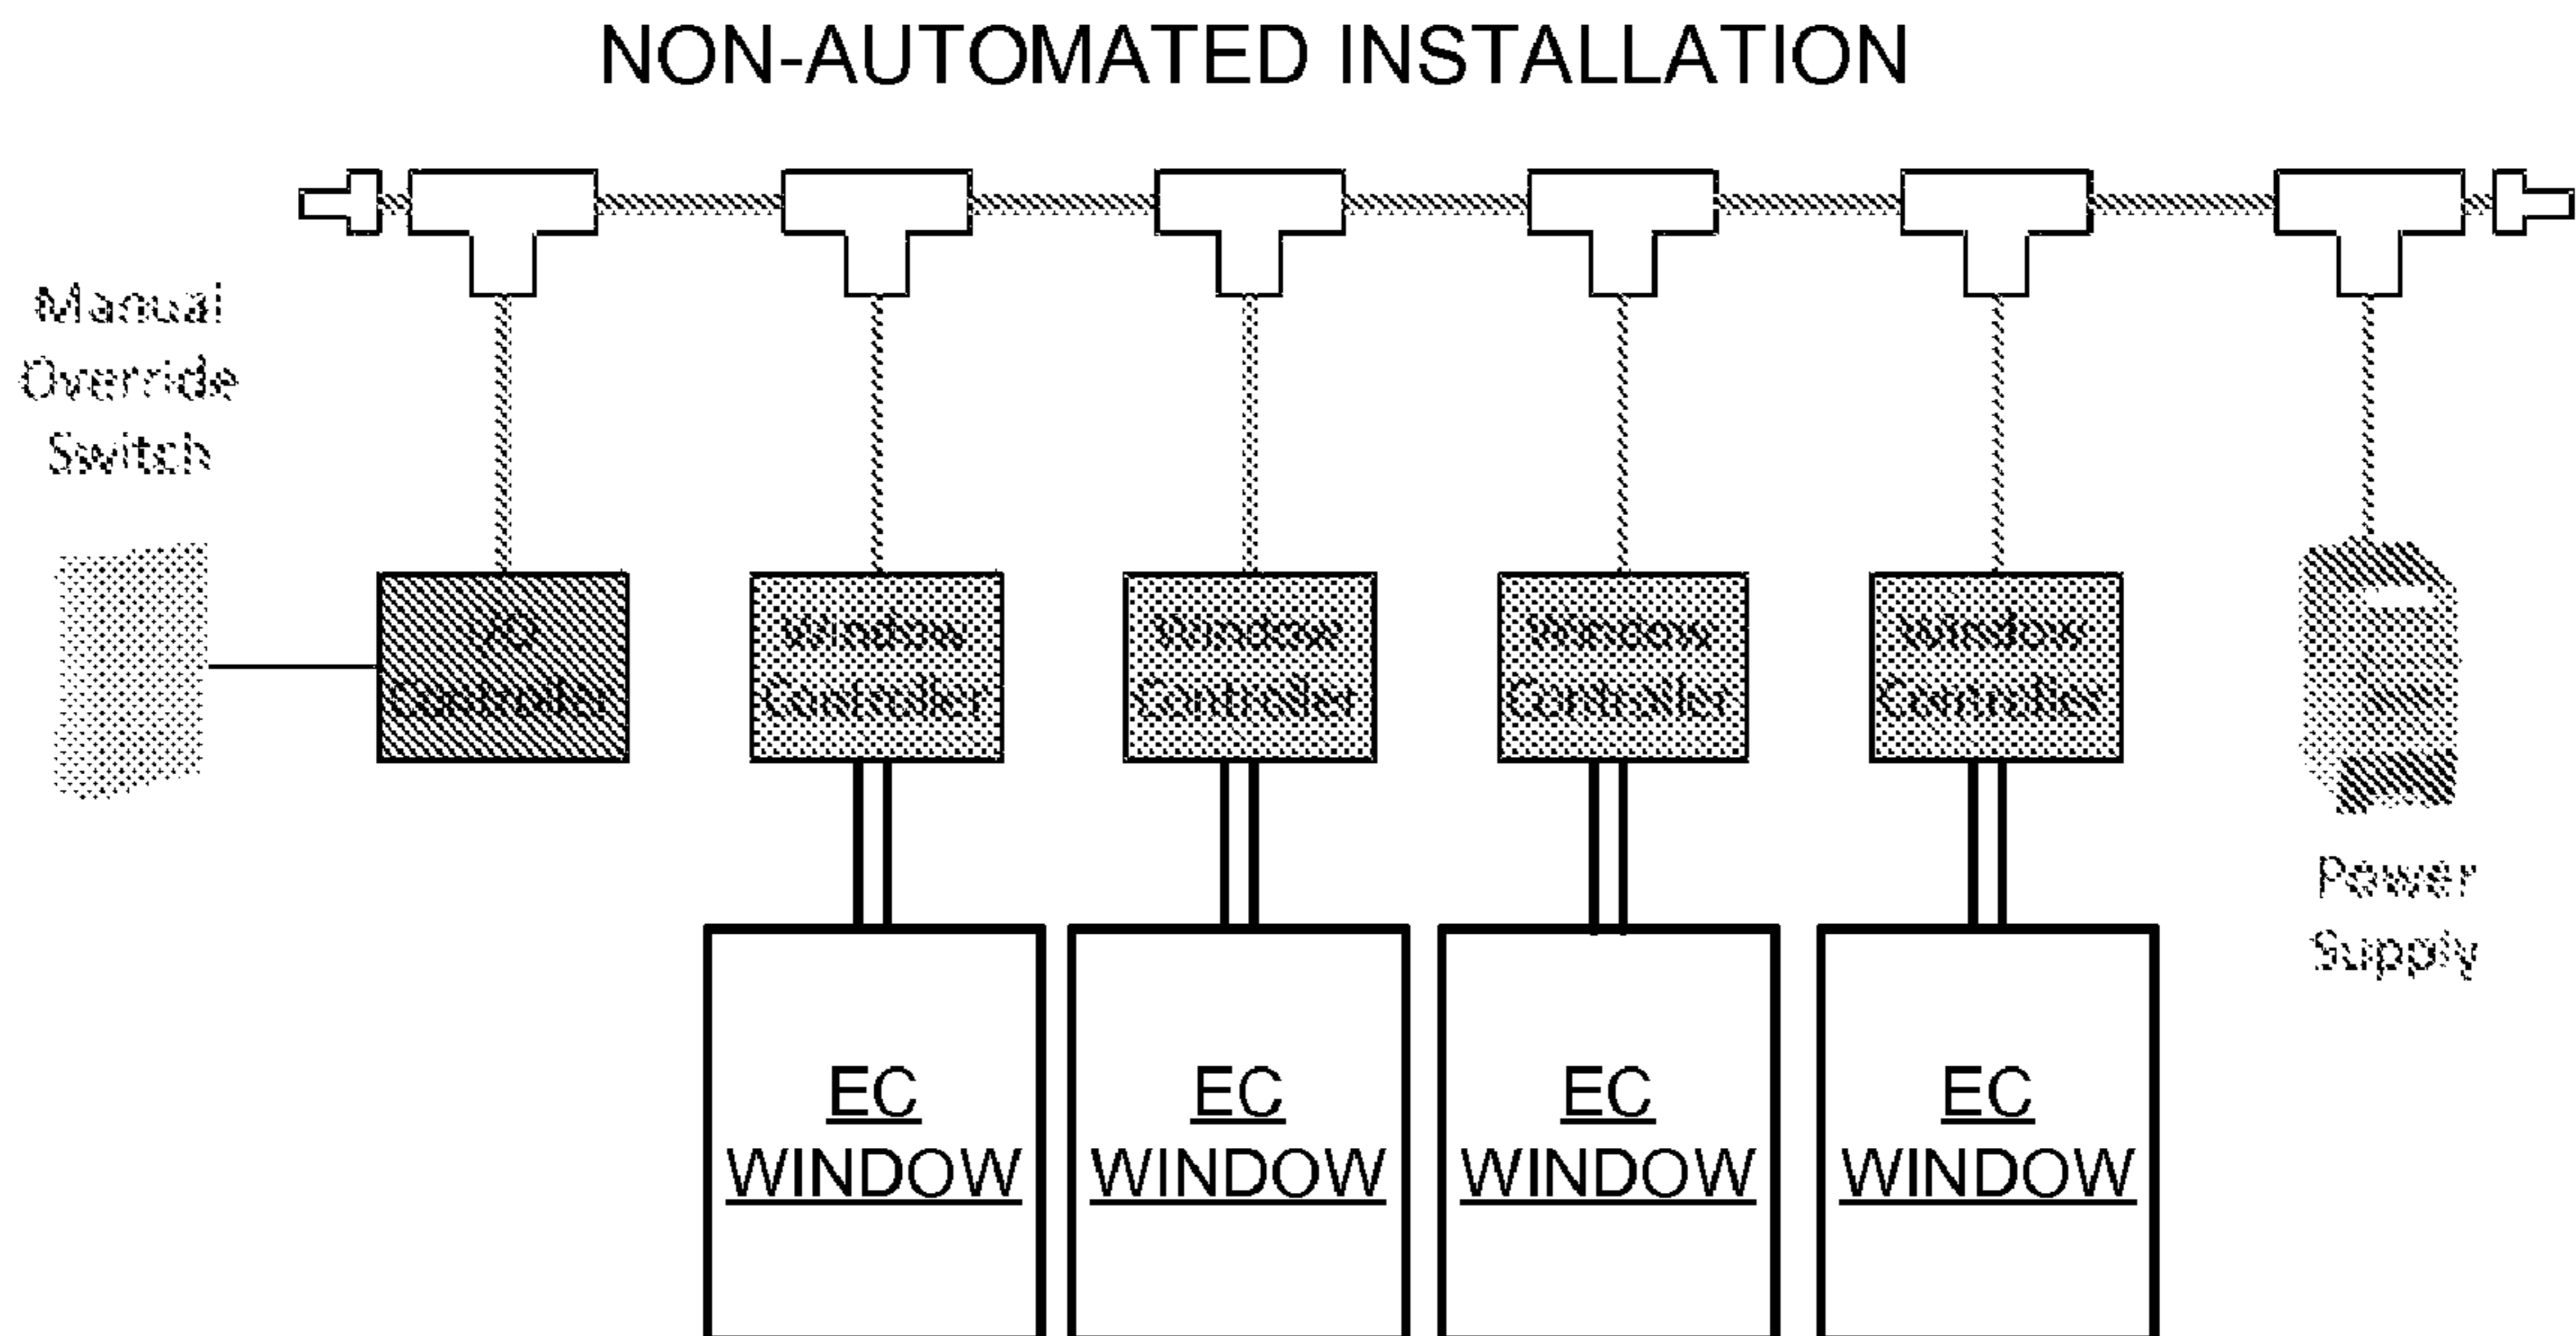 NON-AUTOMATED INSTALLATION
Manual
Override
Switch
I/O
Controller
Window
Controller
Window
Controller
Window
Controller
Window
Controller
Power
Supply
EC
WINDOW
EC
WINDOW
EC
WINDOW
EC
WINDOW